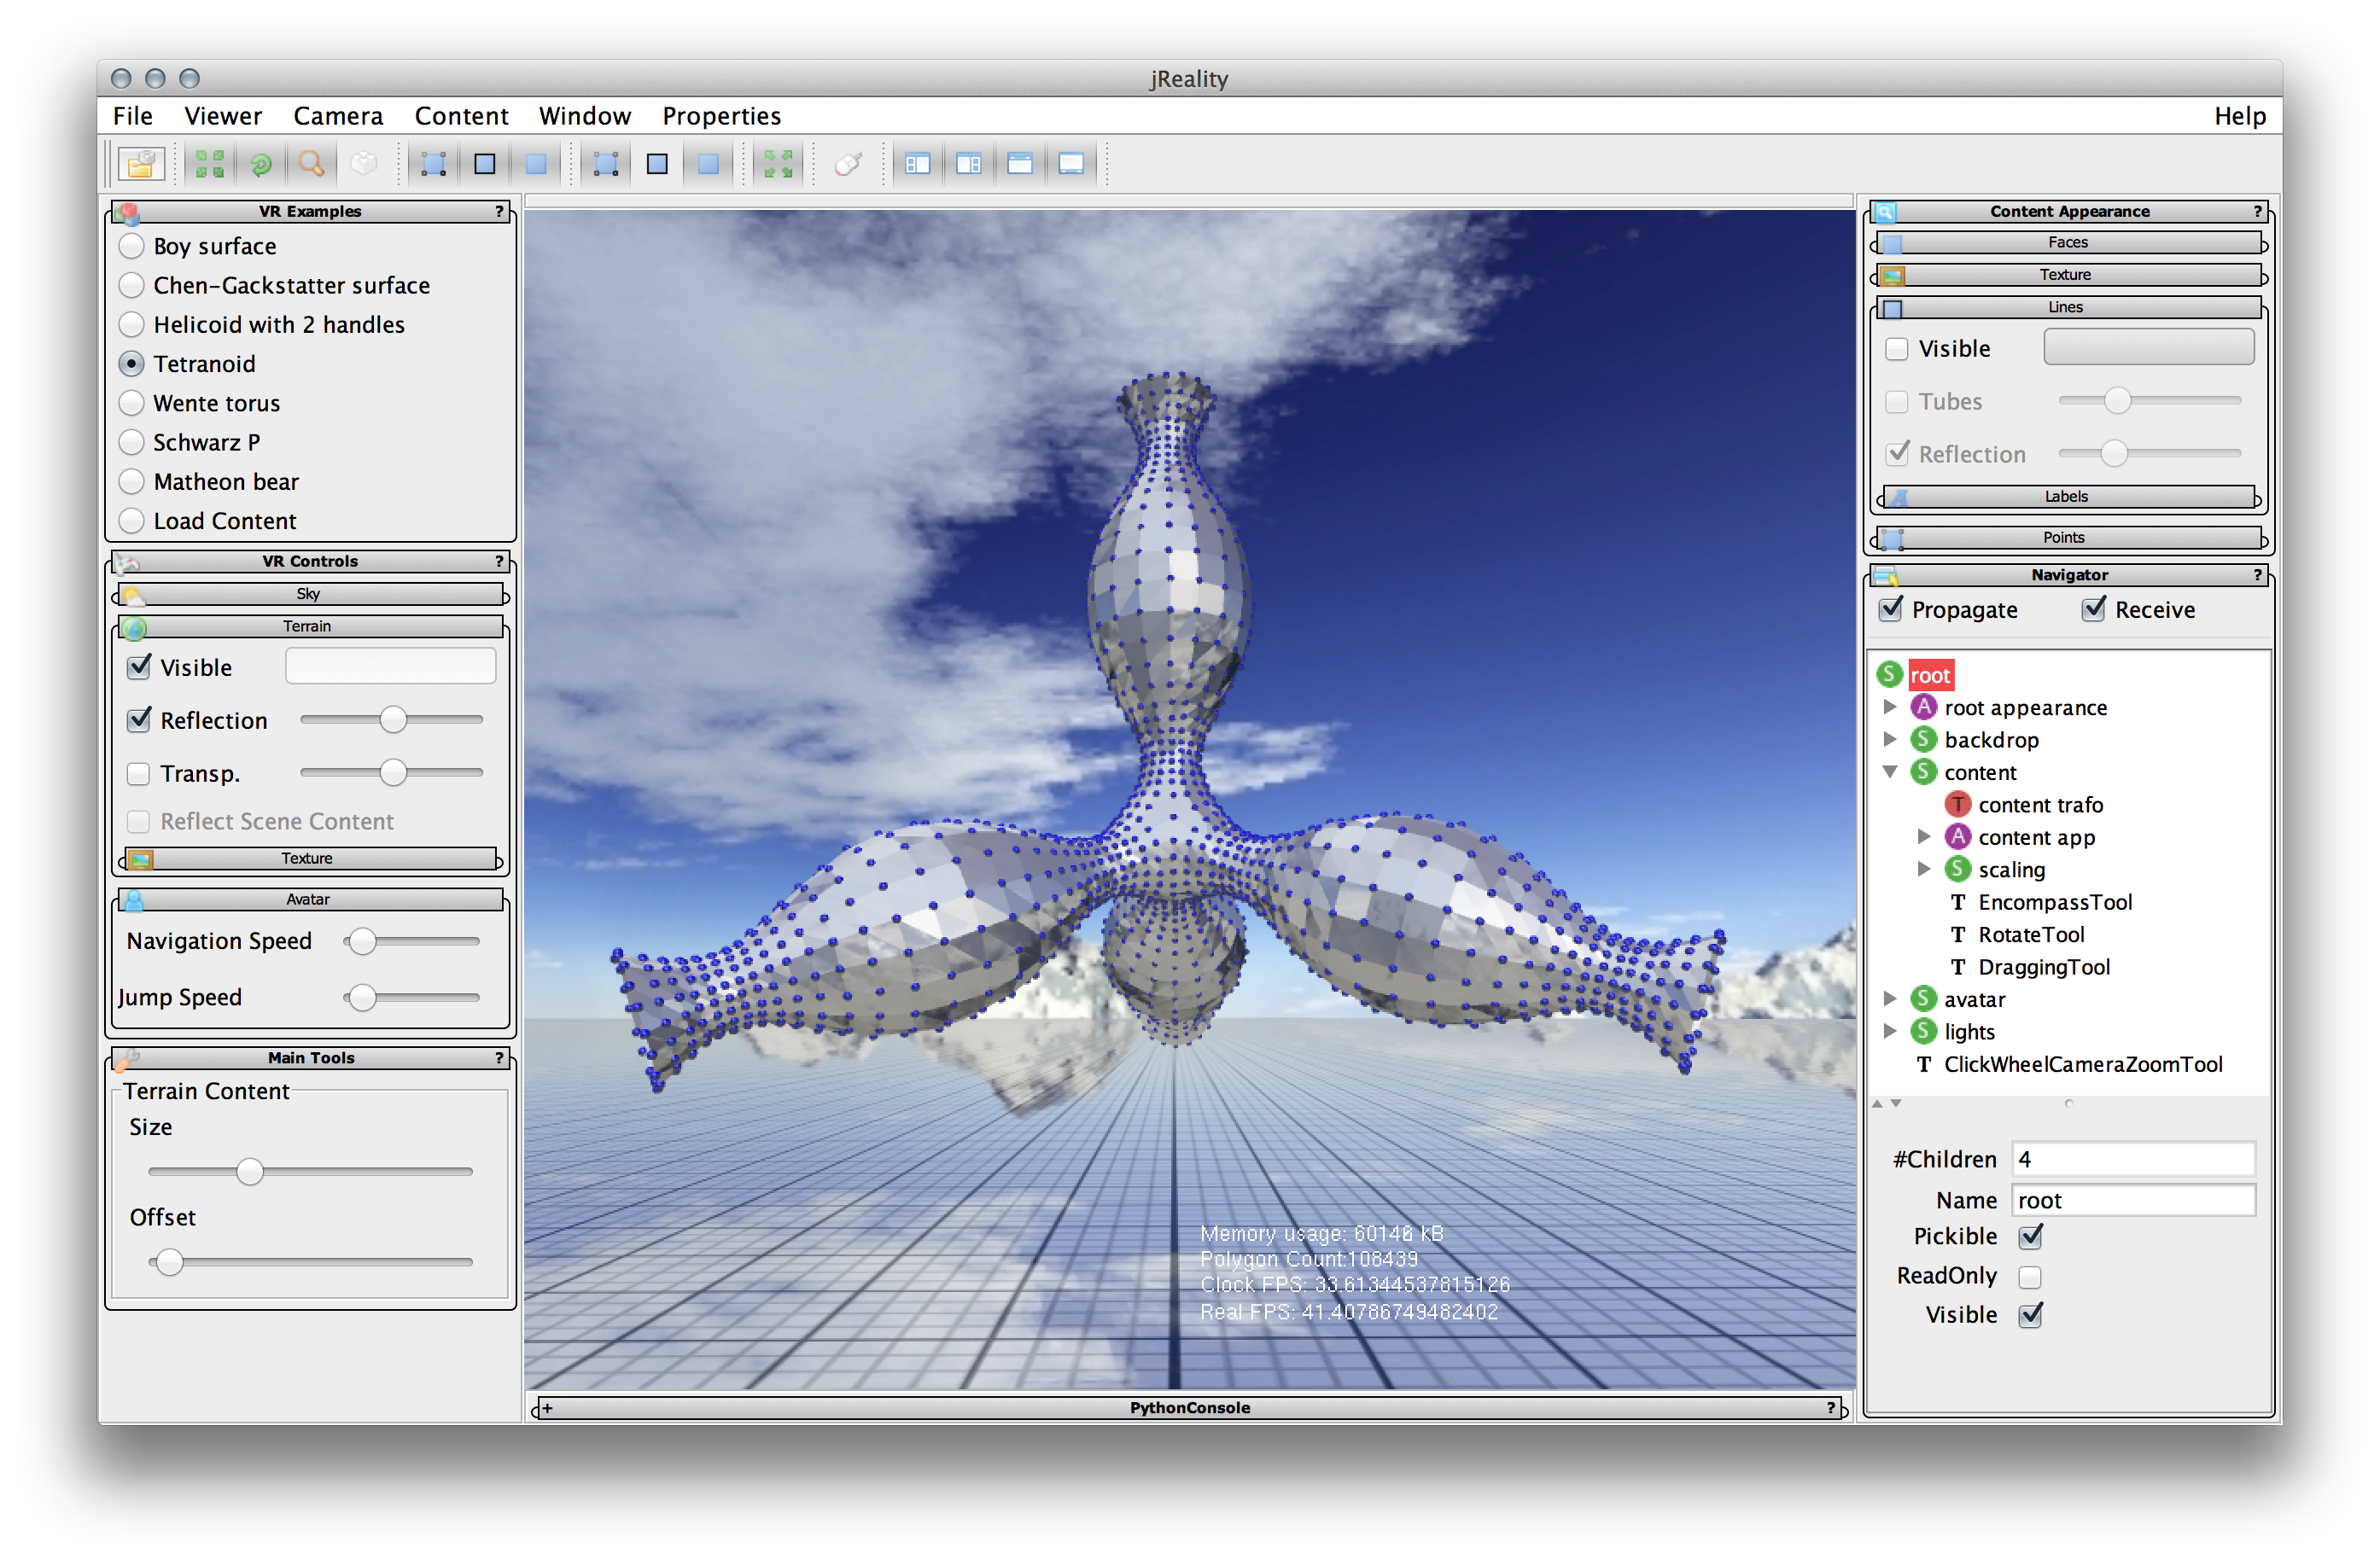 jReality
File Viewer Camera Content Window Properties Help
VR Examples ?
Boy surface
Chen-Gackstatter surface
Helicoid with 2 handles
Tetranoid
Wente torus
Schwarz P
Matheon bear
Load Content
VR Controls ?
Sky
Terrain
Visible
Reflection
Transp.
Reflect Scene Content
Texture
Avatar
Navigation Speed
Jump Speed
Main Tools ?
Terrain Content
Size
Offset
Memory usage: kB
Polygon Count:108439
Clock FPS: 33.61344537815126
Real FPS: 41.40786749482402
+ PythonConsole ?
Content Appearance ?
Faces
Texture
Lines
Visible
Tubes
Reflection
Labels
Points
Navigator ?
Propagate Receive
S root
A root appearance
S backdrop
S content
T content trafo
A content app
S scaling
T EncompassTool
T RotateTool
T DraggingTool
S avatar
S lights
T ClickWheelCameraZoomTool
#Children 4
Name root
Pickible
ReadOnly
Visible